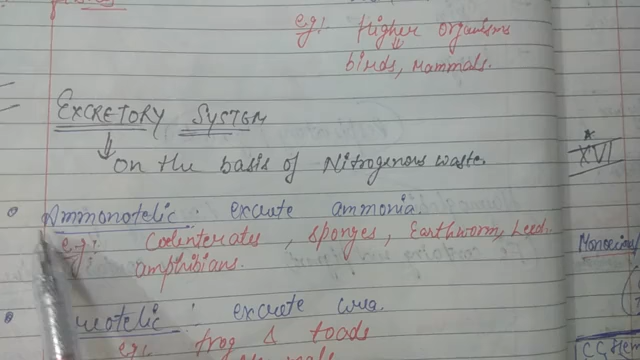 e.g: Higher organisms
birds, mammals.
EXCRETORY SYSTEM
On the basis of Nitrogenous waste
XVI
Ammonotelic : excrete ammonia.
e.g: Coelenterates, sponges, Earthworm, Leed.
amphibians.
Monoecious
ureotelic : excrete urea.
e.g. frog & toads